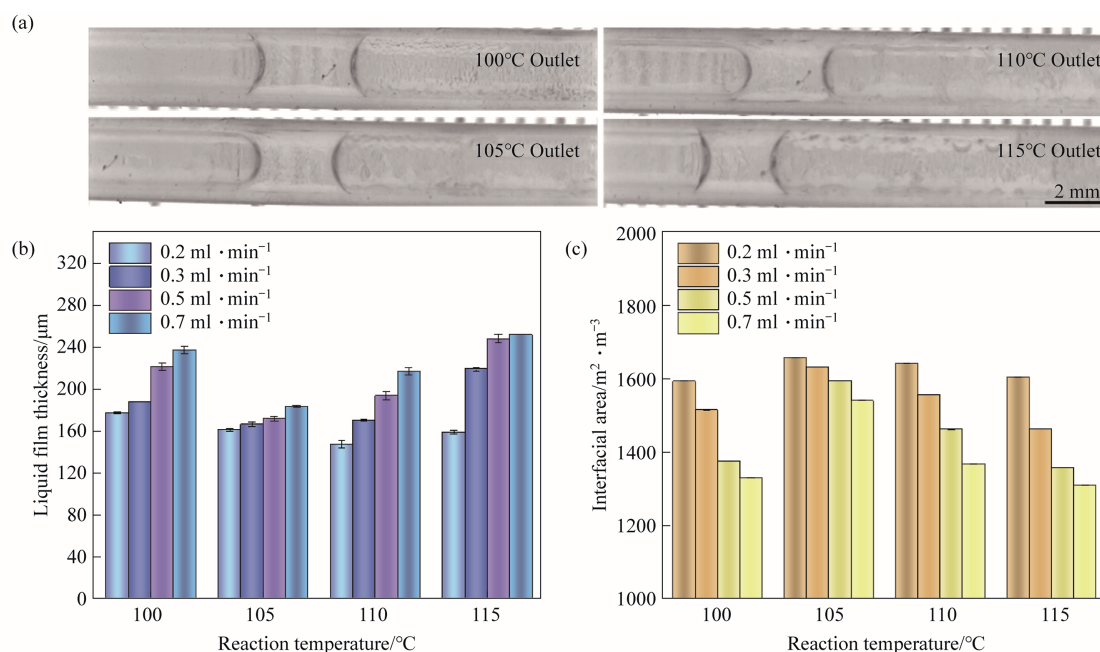 (a)
100℃ Outlet
110℃ Outlet
105℃ Outlet
115℃ Outlet
2 mm
(b)
0.2 ml·min⁻¹
0.3 ml·min⁻¹
0.5 ml·min⁻¹
0.7 ml·min⁻¹
320
280
240
200
160
120
80
40
0
Liquid film thickness/μm
100
105
110
115
Reaction temperature/℃
(c)
0.2 ml·min⁻¹
0.3 ml·min⁻¹
0.5 ml·min⁻¹
0.7 ml·min⁻¹
2000
1800
1600
1400
1200
1000
Interfacial area/m²·m⁻³
100
105
110
115
Reaction temperature/℃